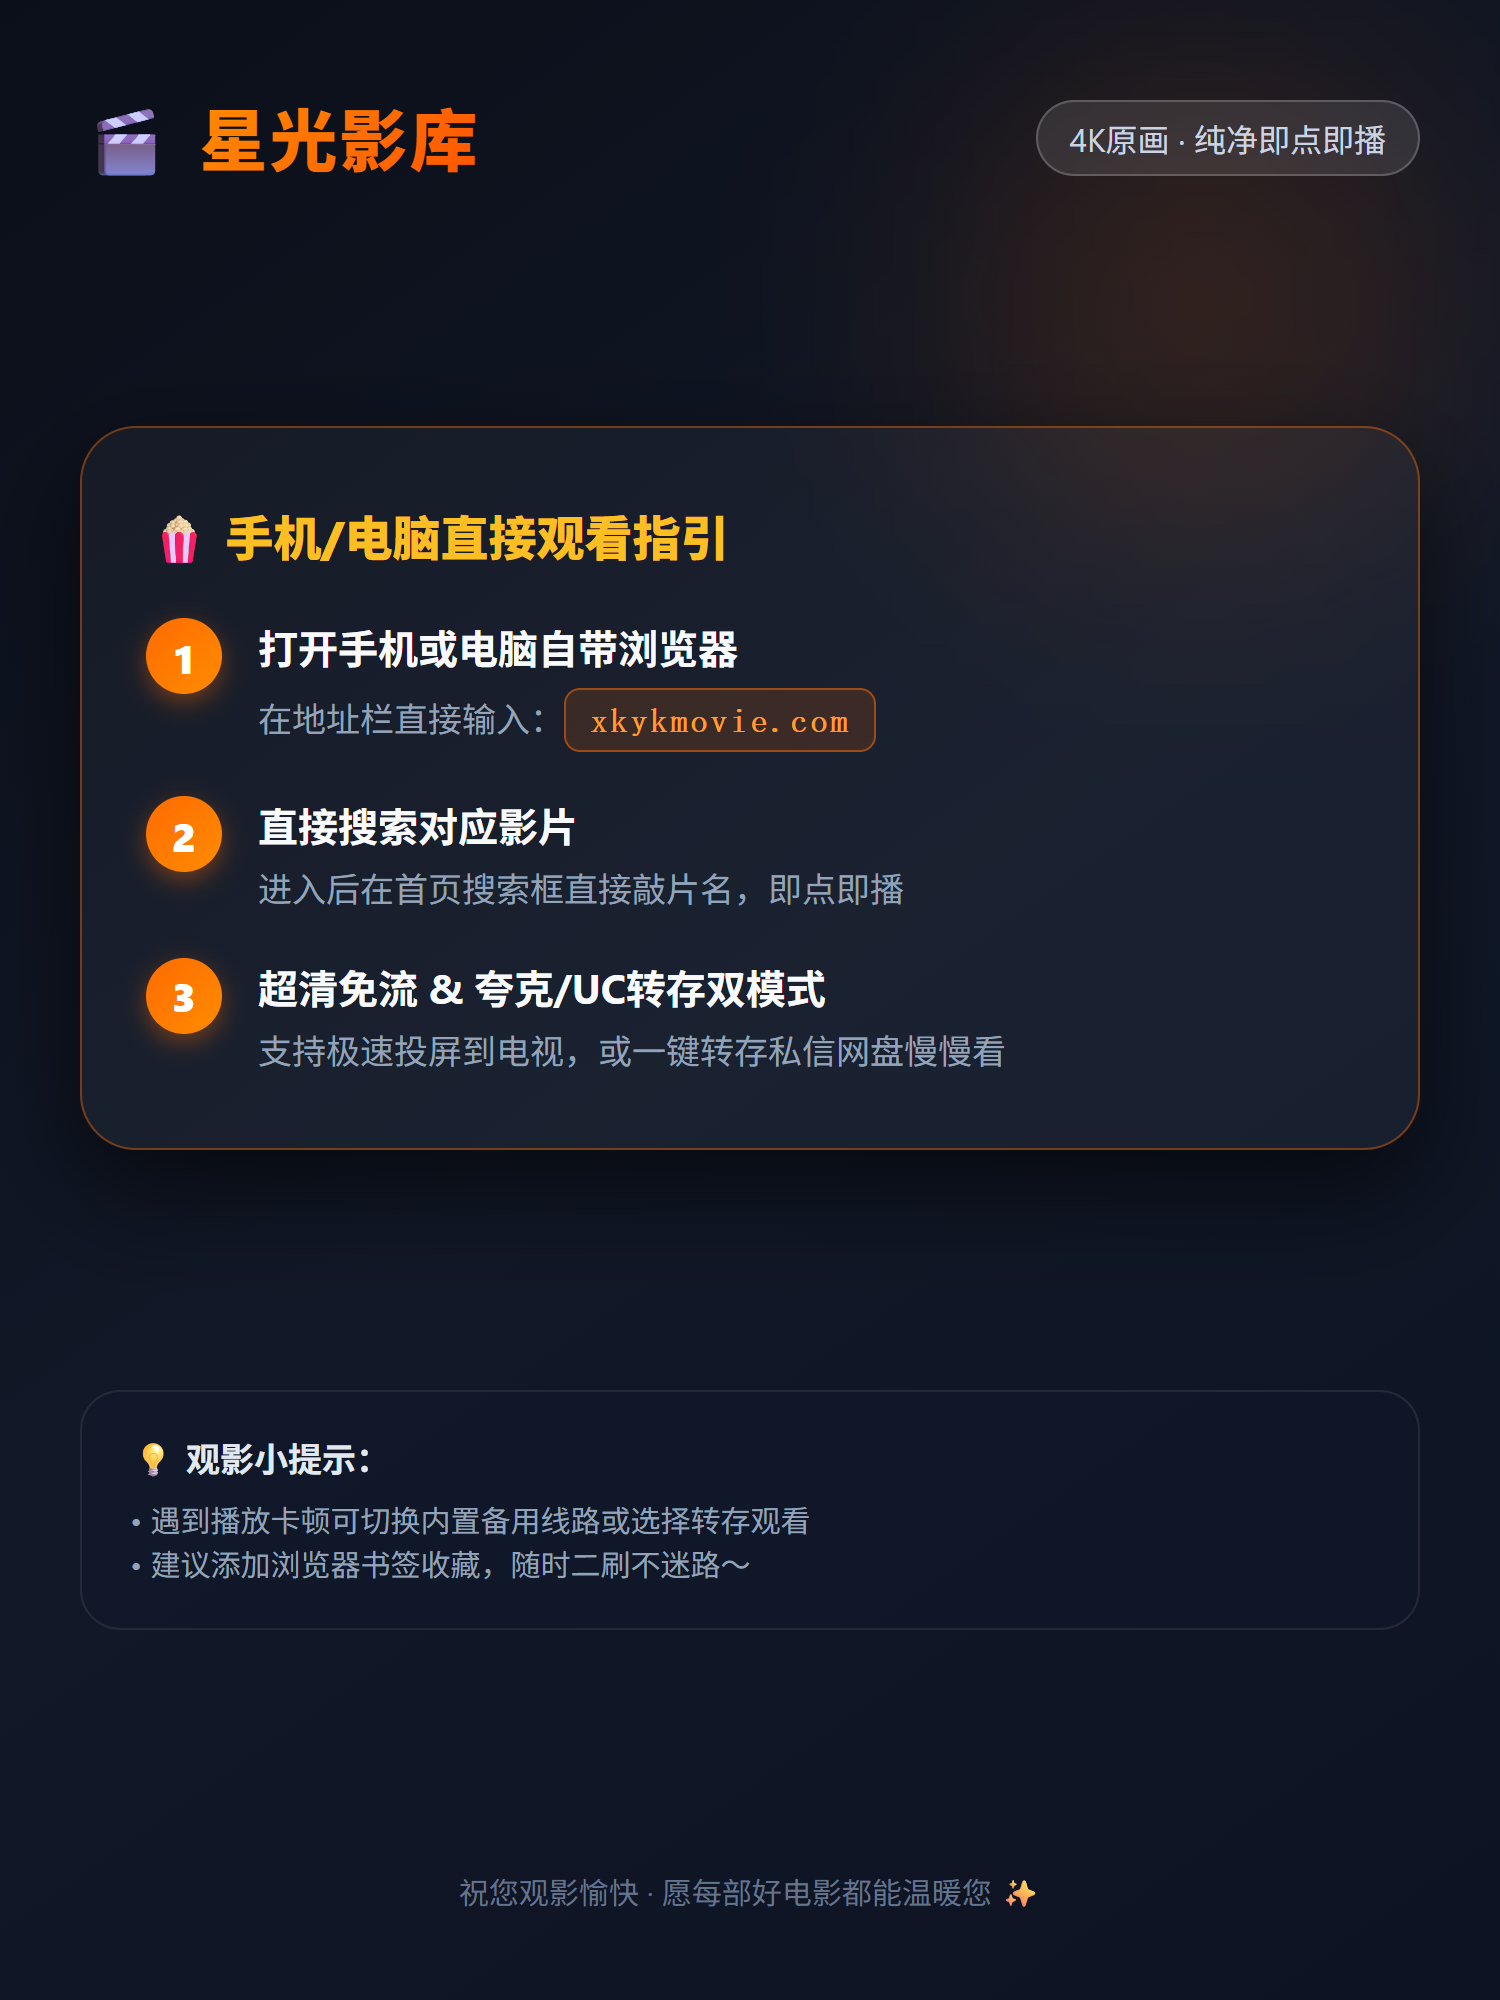 星光影库
4K原画 · 纯净即点即播
手机/电脑直接观看指引
1
打开手机或电脑自带浏览器
在地址栏直接输入： xkykmovie.com
2
直接搜索对应影片
进入后在首页搜索框直接敲片名，即点即播
3
超清免流 & 夸克/UC转存双模式
支持极速投屏到电视，或一键转存私信网盘慢慢看
观影小提示：
• 遇到播放卡顿可切换内置备用线路或选择转存观看
• 建议添加浏览器书签收藏，随时二刷不迷路～
祝您观影愉快 · 愿每部好电影都能温暖您 ✨